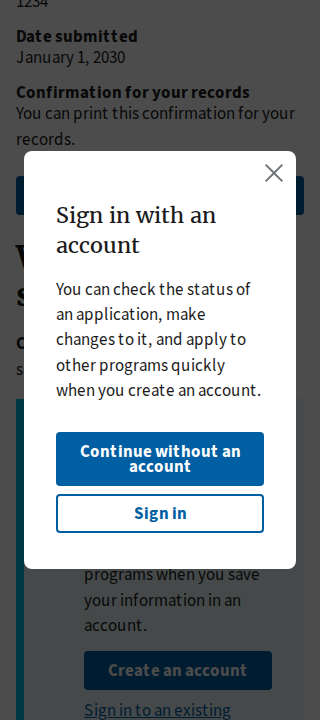 1234
Date submitted
January 1, 2030
Confirmation for your records
You can print this confirmation for your
records.
Sign in with an
account
You can check the status of
an application, make
changes to it, and apply to
other programs quickly
when you create an account.
Continue without an
account
Sign in
programs when you save
your information in an
account.
Create an account
Sign in to an existing